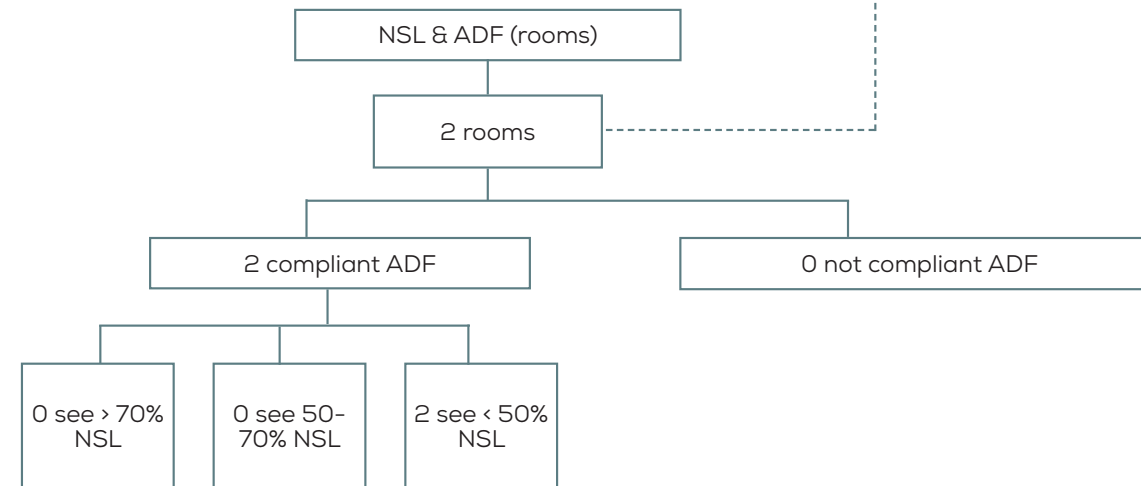 NSL & ADF (rooms)
2 rooms
2 compliant ADF
0 not compliant ADF
0 see > 70%
NSL
0 see 50-
70% NSL
2 see < 50%
NSL